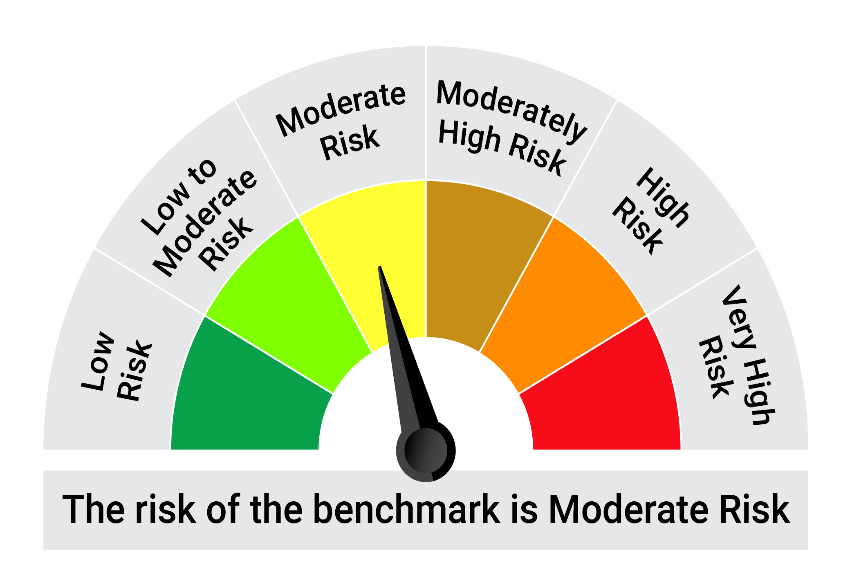 Low
Risk
Low to
Moderate
Risk
Moderate
Risk
Moderately
High Risk
High
Risk
Very High
Risk
The risk of the benchmark is Moderate Risk